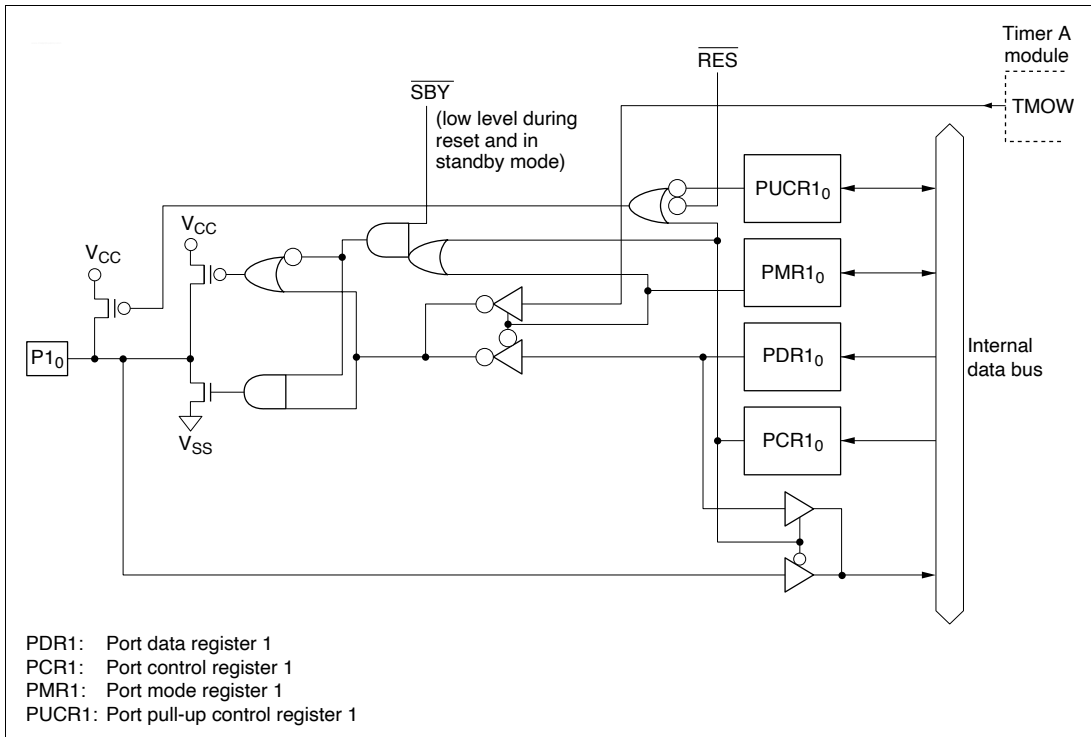 Timer A
module
RES
SBY
TMOW
(low level during
reset and in
standby mode)
PUCR1₀
VCC
VCC
PMR1₀
P1₀
PDR1₀
Internal
data bus
VSS
PCR1₀
PDR1: Port data register 1
PCR1: Port control register 1
PMR1: Port mode register 1
PUCR1: Port pull-up control register 1